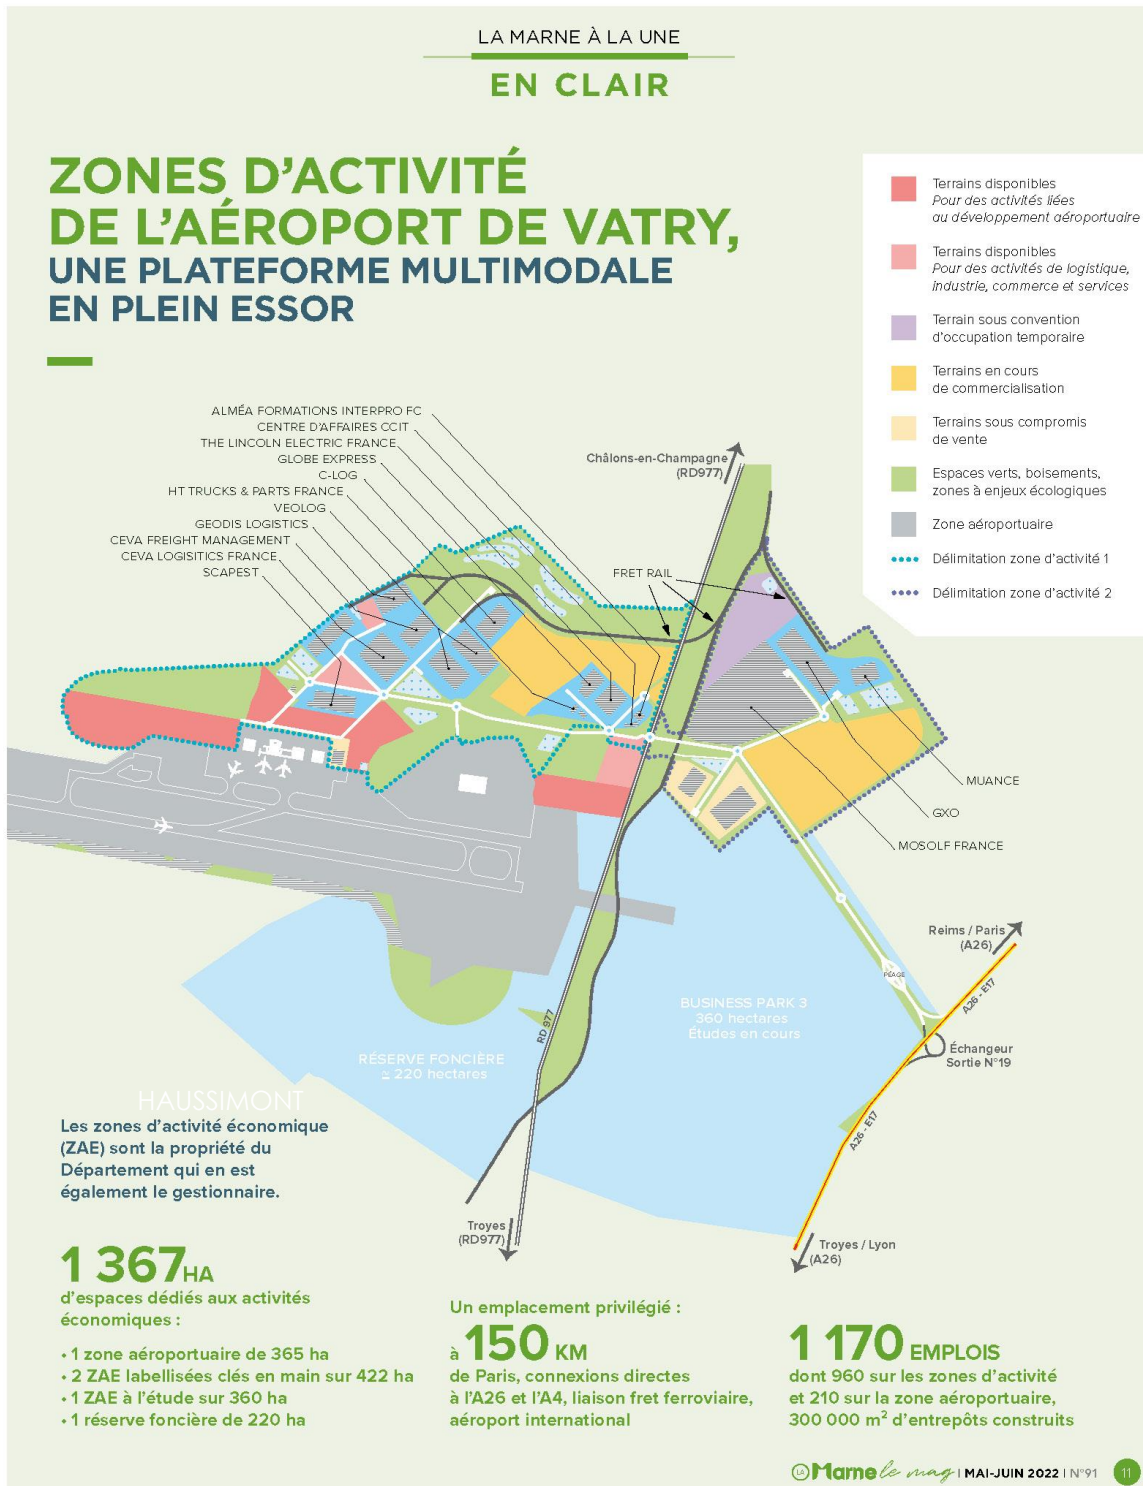 LA MARNE À LA UNE
EN CLAIR
ZONES D'ACTIVITÉ
DE L'AÉROPORT DE VATRY,
UNE PLATEFORME MULTIMODALE
EN PLEIN ESSOR
Terrains disponibles
Pour des activités liées
au développement aéroportuaire
Terrains disponibles
Pour des activités de logistique,
industrie, commerce et services
Terrain sous convention
d'occupation temporaire
Terrains en cours
de commercialisation
Terrains sous compromis
de vente
Espaces verts, boisements,
zones à enjeux écologiques
Zone aéroportuaire
Délimitation zone d'activité 1
Délimitation zone d'activité 2
ALMÉA FORMATIONS INTERPRO FC
CENTRE D'AFFAIRES CCIT
THE LINCOLN ELECTRIC FRANCE
GLOBE EXPRESS
C-LOG
HT TRUCKS & PARTS FRANCE
VEOLOG
GEODIS LOGISTICS
CEVA FREIGHT MANAGEMENT
CEVA LOGISITICS FRANCE
SCAPEST
Châlons-en-Champagne
(RD977)
FRET RAIL
MUANCE
GXO
MOSOLF FRANCE
Reims / Paris
(A26)
PÉAGE
A26 - E17
BUSINESS PARK 3
360 hectares
Études en cours
RD 977
Échangeur
Sortie N°19
RÉSERVE FONCIÈRE
≃ 220 hectares
A26 - E17
HAUSSIMONT
Troyes
(RD977)
Troyes / Lyon
(A26)
Les zones d'activité économique
(ZAE) sont la propriété du
Département qui en est
également le gestionnaire.
1 367 HA
d'espaces dédiés aux activités
économiques :
• 1 zone aéroportuaire de 365 ha
• 2 ZAE labellisées clés en main sur 422 ha
• 1 ZAE à l'étude sur 360 ha
• 1 réserve foncière de 220 ha
Un emplacement privilégié :
à 150 KM
de Paris, connexions directes
à l'A26 et l'A4, liaison fret ferroviaire,
aéroport international
1 170 EMPLOIS
dont 960 sur les zones d'activité
et 210 sur la zone aéroportuaire,
300 000 m² d'entrepôts construits
LA Marne le mag I MAI-JUIN 2022 I N°91 11